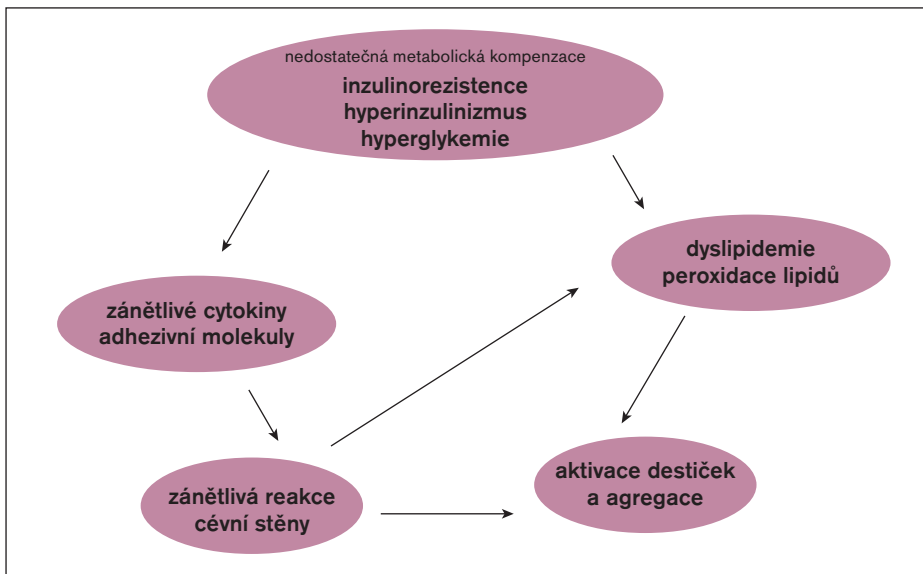 nedostatečná metabolická kompenzace
inzulinorezistence
hyperinzulinizmus
hyperglykemie
dyslipidemie
peroxidace lipidů
zánětlivé cytokiny
adhezivní molekuly
zánětlivá reakce
cévní stěny
aktivace destiček
a agregace